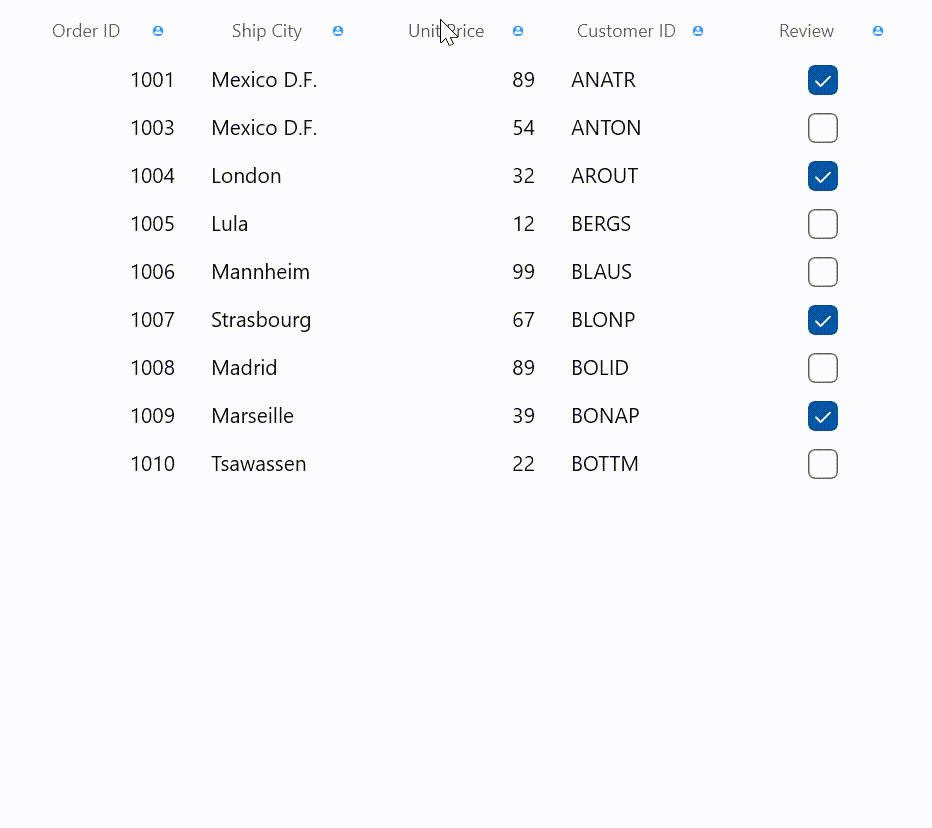 Order ID Ship City Unit Price Customer ID Review
1001 Mexico D.F. 89 ANATR
1003 Mexico D.F. 54 ANTON
1004 London 32 AROUT
1005 Lula 12 BERGS
1006 Mannheim 99 BLAUS
1007 Strasbourg 67 BLONP
1008 Madrid 89 BOLID
1009 Marseille 39 BONAP
1010 Tsawassen 22 BOTTM